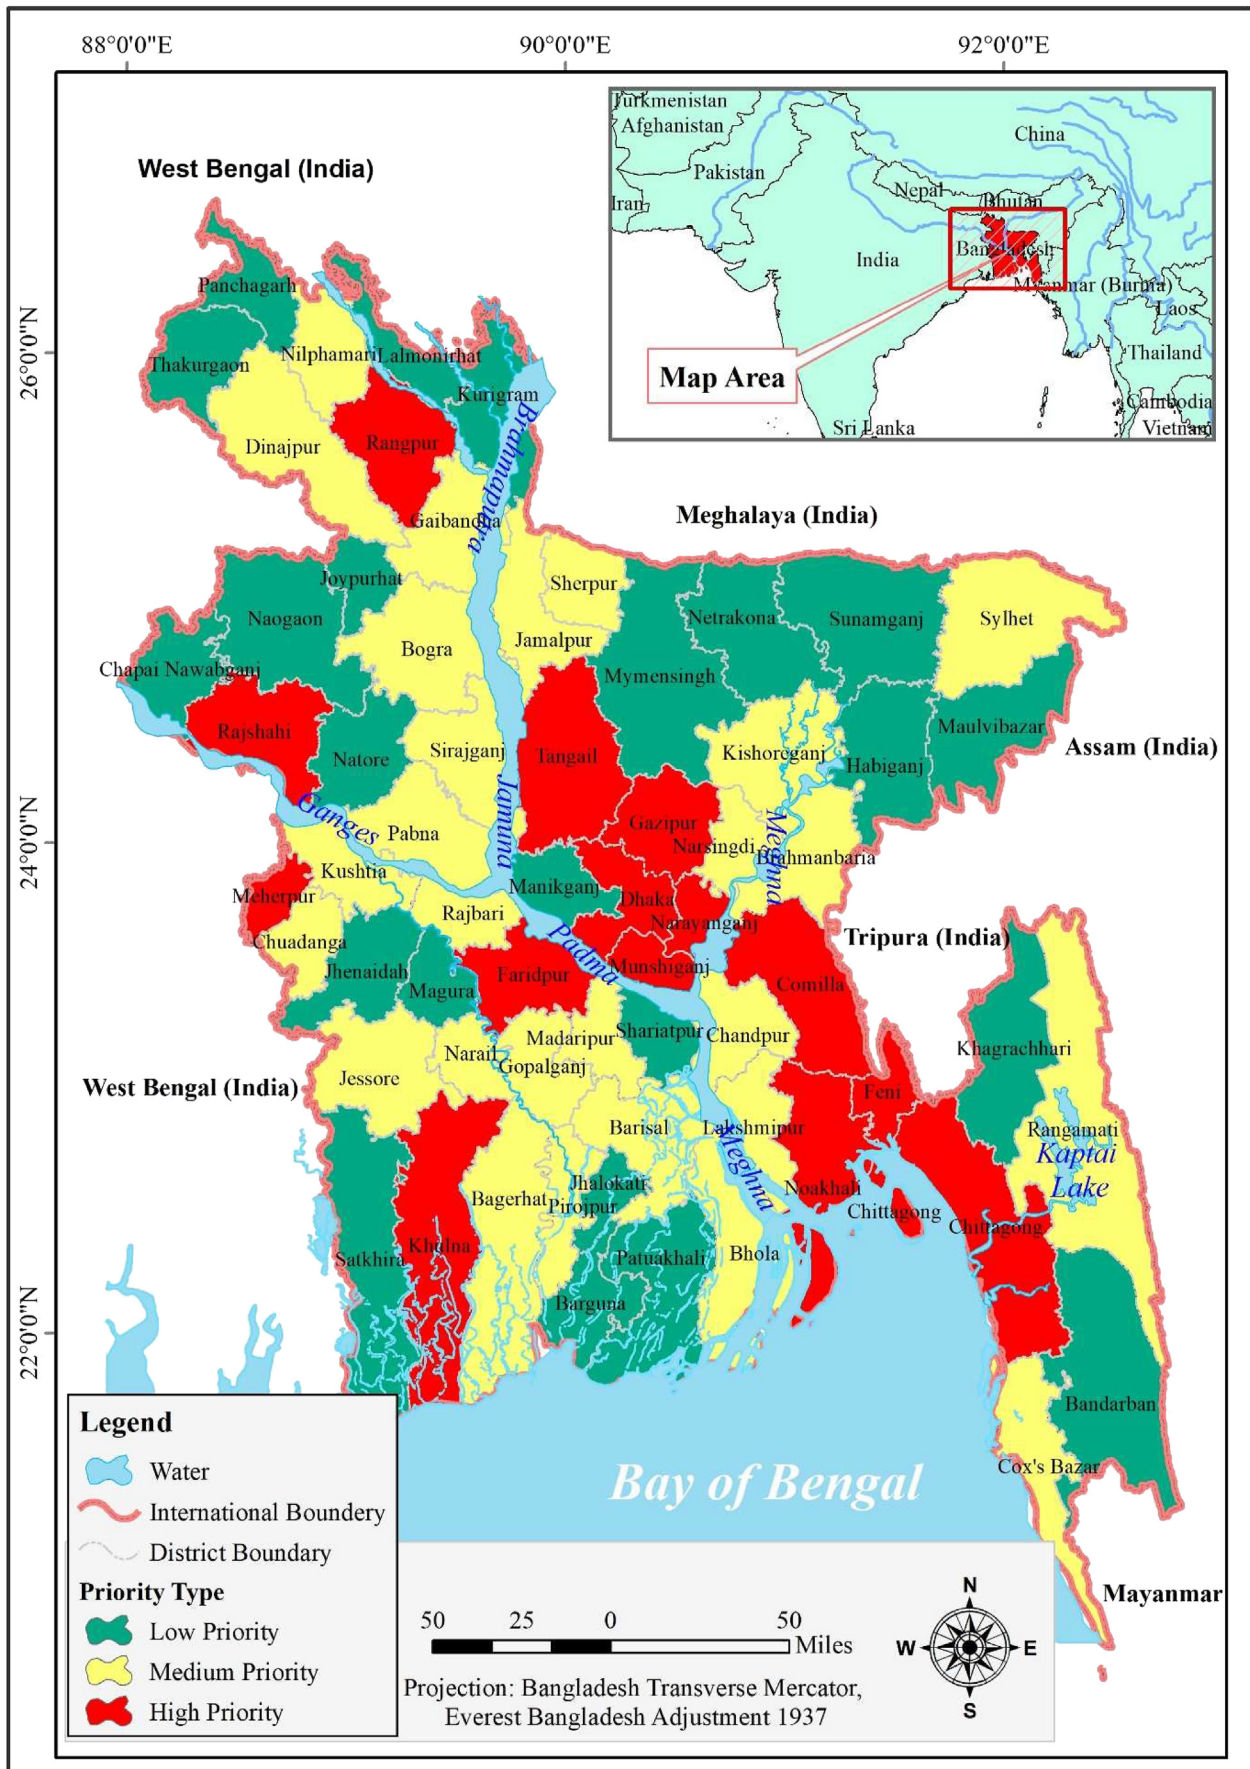 88°0'0"E
90°0'0"E
92°0'0"E
26°0'0"N
24°0'0"N
22°0'0"N
West Bengal (India)
Turkmenistan
Afghanistan
China
Pakistan
Nepal
Bhutan
Iran
India
Bangladesh
Myanmar (Burma)
Laos
Thailand
Cambodia
Vietnam
Sri Lanka
Map Area
Panchagarh
Thakurgaon
Nilphamari
Lalmonirhat
Kurigram
Dinajpur
Rangpur
Brahmaputra
Gaibandha
Meghalaya (India)
Joypurhat
Sherpur
Naogaon
Netrakona
Sunamganj
Sylhet
Bogra
Jamalpur
Chapai Nawabganj
Mymensingh
Rajshahi
Natore
Sirajganj
Tangail
Kishoreganj
Habiganj
Maulvibazar
Assam (India)
Jamuna
Ganges
Pabna
Gazipur
Narsingdi
Meghna
Brahmanbaria
Kushtia
Meherpur
Manikganj
Dhaka
Rajbari
Narayanganj
Chuadanga
Tripura (India)
Padma
Jhenaidah
Magura
Faridpur
Munshiganj
Comilla
Shariatpur
Madaripur
Chandpur
Khagrachhari
Narail
Gopalganj
Jessore
West Bengal (India)
Feni
Barisal
Lakshmipur
Rangamati
Kaptai
Lake
Meghna
Jhalokati
Bagerhat
Pirojpur
Noakhali
Chittagong
Chittagong
Satkhira
Khulna
Patuakhali
Bhola
Barguna
Bandarban
Cox's Bazar
Bay of Bengal
Mayanmar
Legend
Water
International Boundery
District Boundary
Priority Type
Low Priority
Medium Priority
High Priority
50 25 0 50
Miles
Projection: Bangladesh Transverse Mercator,
Everest Bangladesh Adjustment 1937
N
W E
S